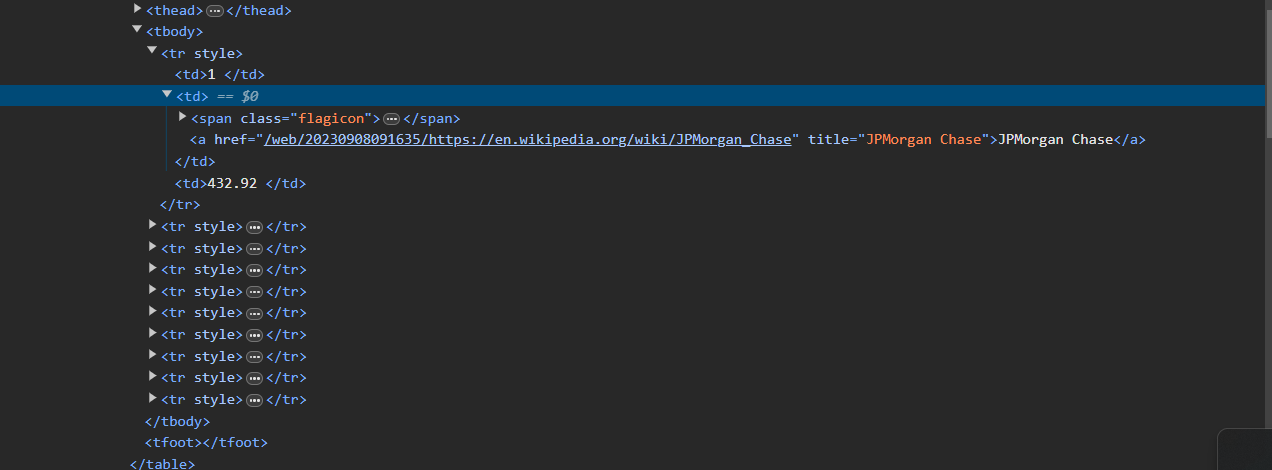 <thead>···</thead>
<tbody>
<tr style>
<td>1 </td>
<td> == $0
<span class="flagicon">···</span>
<a href="/web/20230908091635/https://en.wikipedia.org/wiki/JPMorgan_Chase" title="JPMorgan Chase">JPMorgan Chase</a>
</td>
<td>432.92 </td>
</tr>
<tr style>···</tr>
<tr style>···</tr>
<tr style>···</tr>
<tr style>···</tr>
<tr style>···</tr>
<tr style>···</tr>
<tr style>···</tr>
<tr style>···</tr>
<tr style>···</tr>
</tbody>
<tfoot></tfoot>
</table>